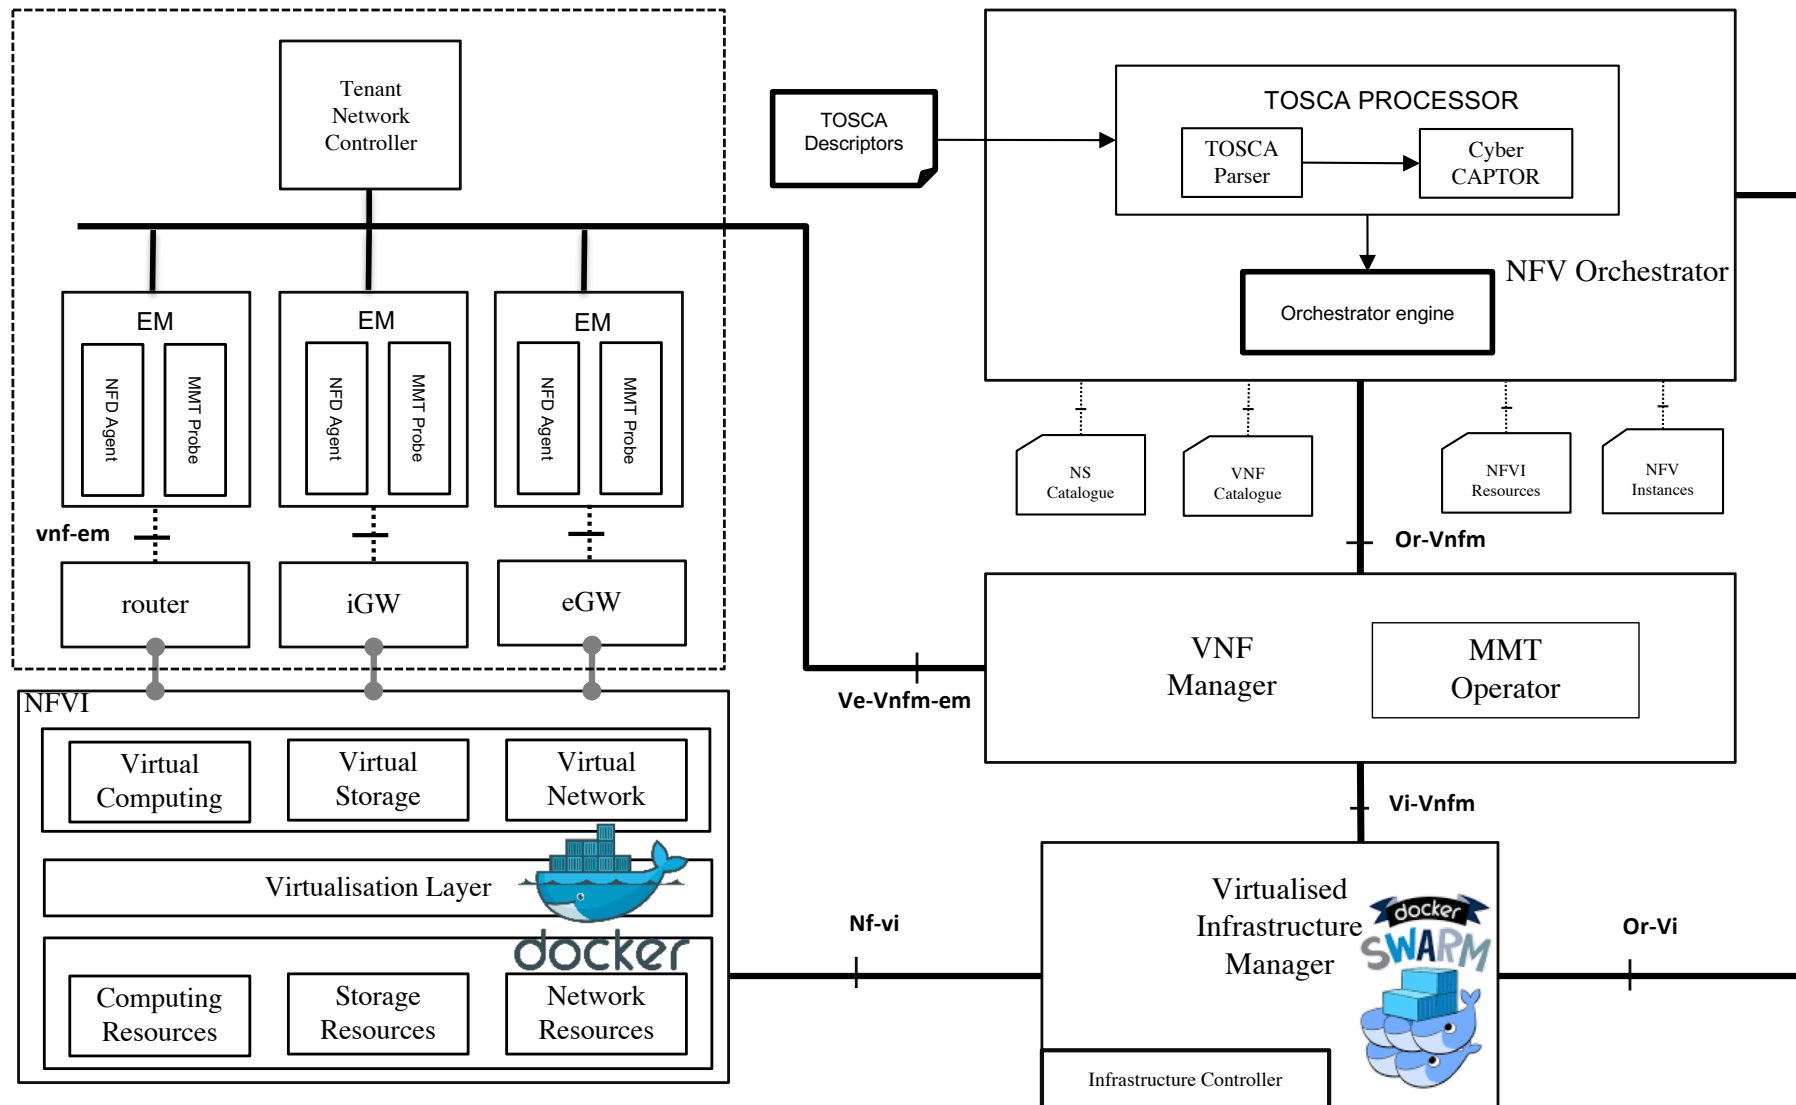 Tenant
Network
Controller
EM
NFD Agent
MMT Probe
EM
NFD Agent
MMT Probe
EM
NFD Agent
MMT Probe
vnf-em
router
iGW
eGW
NFVI
Virtual
Computing
Virtual
Storage
Virtual
Network
Virtualisation Layer
docker
Computing
Resources
Storage
Resources
Network
Resources
TOSCA
Descriptors
TOSCA PROCESSOR
TOSCA
Parser
Cyber
CAPTOR
Orchestrator engine
NFV Orchestrator
NS
Catalogue
VNF
Catalogue
NFVI
Resources
NFV
Instances
Or-Vnfm
VNF
Manager
MMT
Operator
Ve-Vnfm-em
Vi-Vnfm
Virtualised
Infrastructure
Manager
docker
SWARM
Nf-vi
Or-Vi
Infrastructure Controller